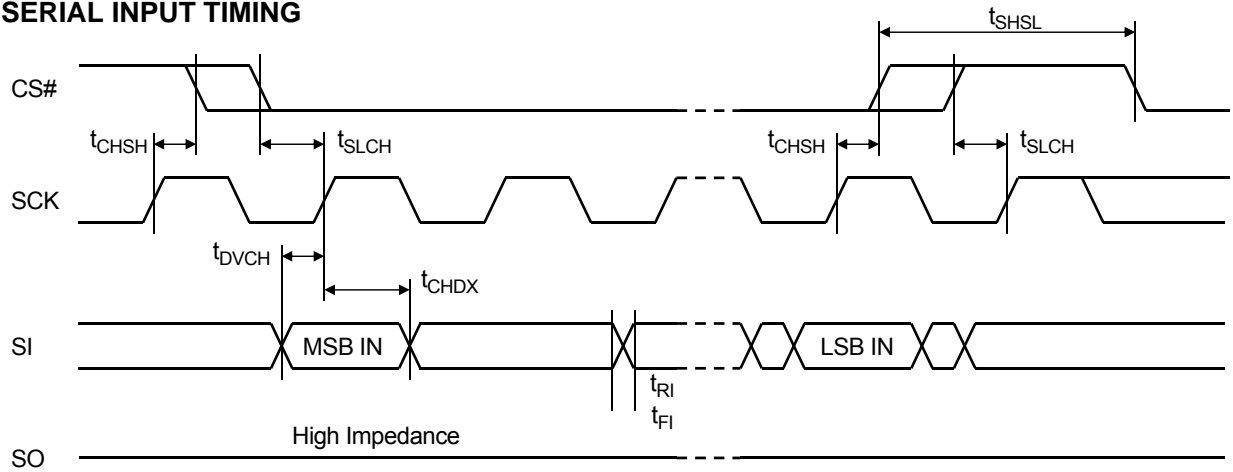 SERIAL INPUT TIMING
tSHSL
CS#
tCHSH
tSLCH
tCHSH
tSLCH
SCK
tDVCH
tCHDX
SI
MSB IN
LSB IN
tRI
tFI
High Impedance
SO